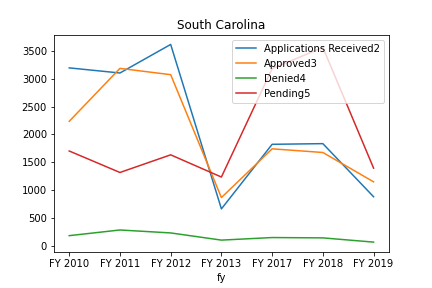 South Carolina
Applications Received2
Approved3
Denied4
Pending5
3500
3000
2500
2000
1500
1000
500
0
FY 2010 FY 2011 FY 2012 FY 2013 FY 2017 FY 2018 FY 2019
fy